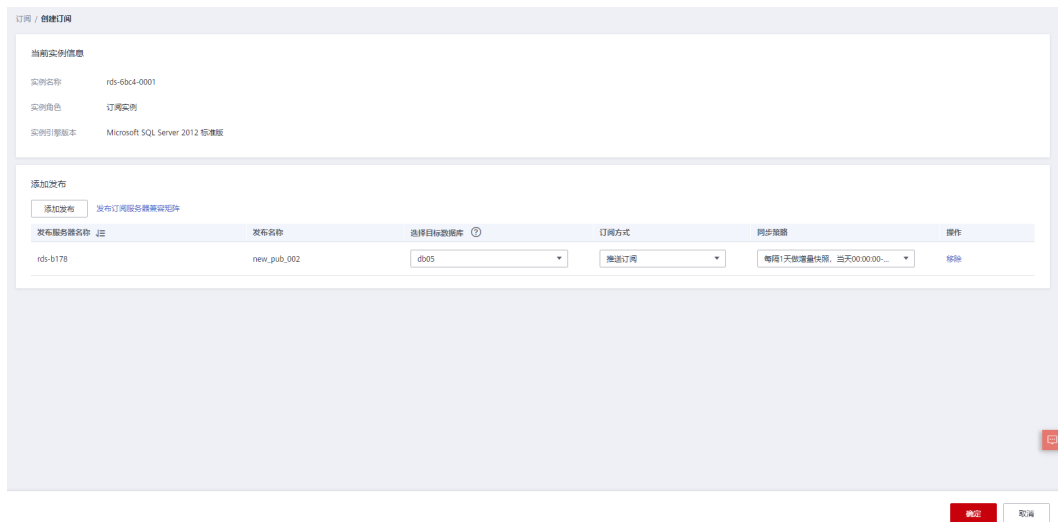 订阅 / 创建订阅
当前实例信息
实例名称 rds-6bc4-0001
实例角色 订阅实例
实例引擎版本 Microsoft SQL Server 2012 标准版
添加发布
添加发布 发布订阅服务器兼容矩阵
发布服务器名称 发布名称 选择目标数据库 ? 订阅方式 同步策略 操作
rds-b178 new_pub_002 db05 推送订阅 每隔1天做增量快照，当天00:00:00-... 移除
确定 取消